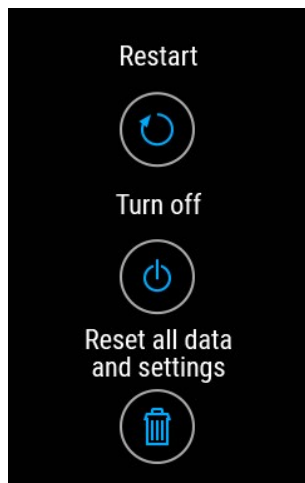 Restart
Turn off
Reset all data
and settings